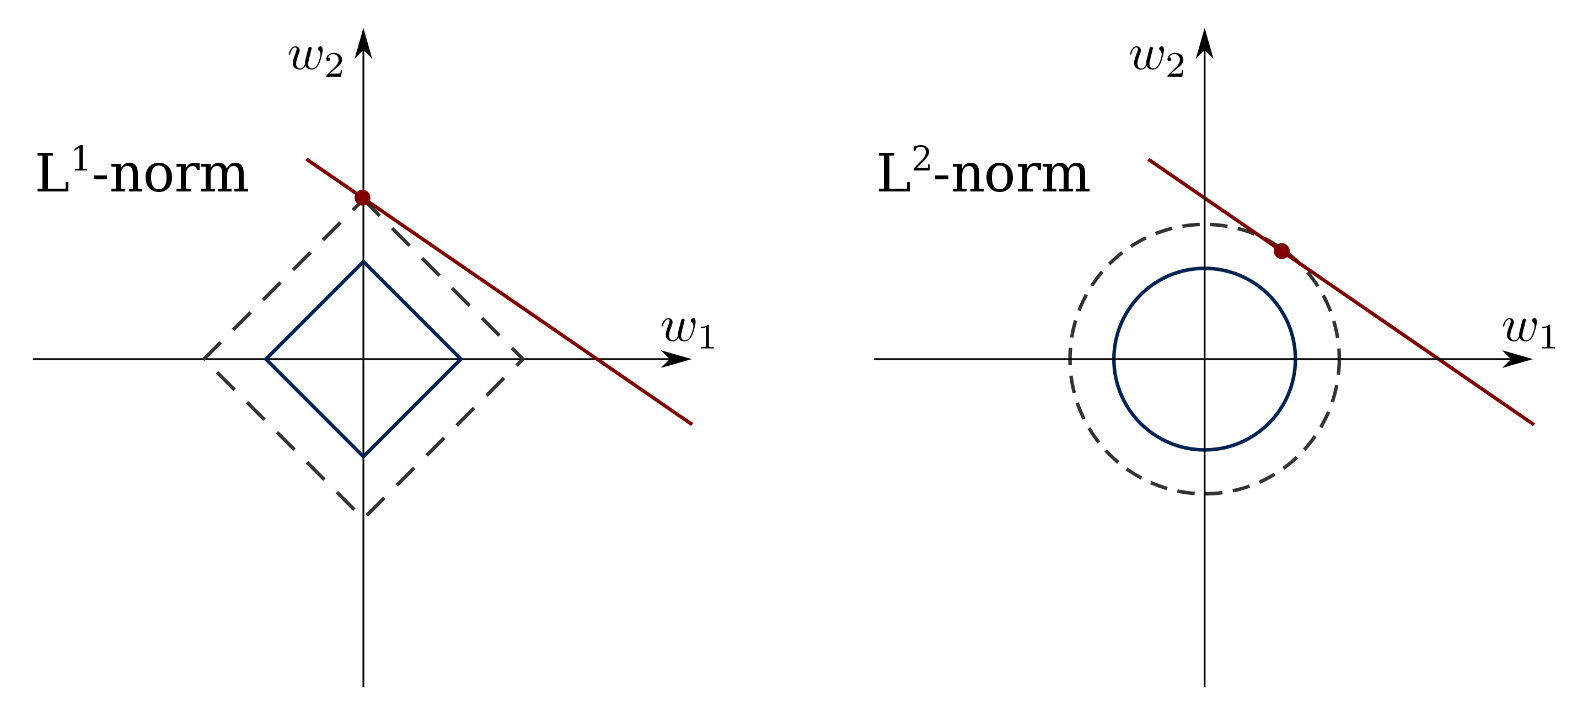 w₂
L¹-norm
w₁
w₂
L²-norm
w₁